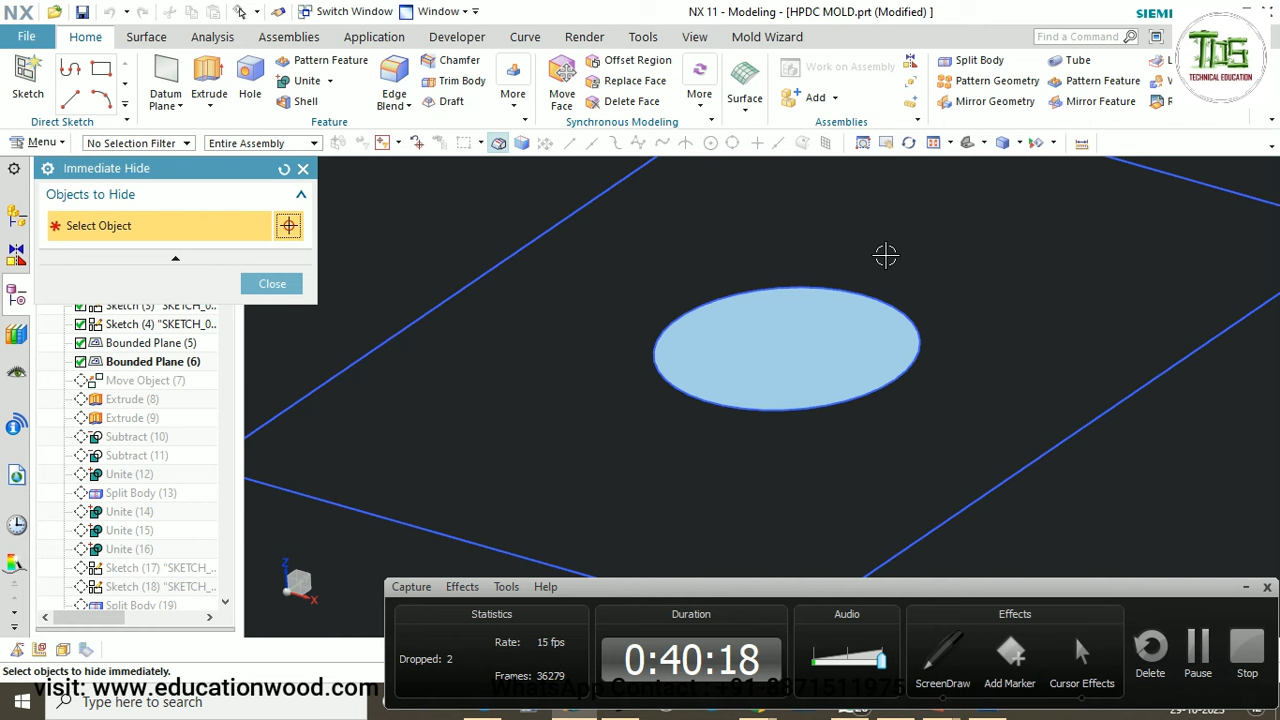 NX
Switch Window
Window
NX 11 - Modeling - [HPDC MOLD.prt (Modified) ]
SIEM
File
Home
Surface
Analysis
Assemblies
Application
Developer
Curve
Render
Tools
View
Mold Wizard
Find a Command
TDS
TECHNICAL EDUCATION
Sketch
Datum Plane
Extrude
Hole
Pattern Feature
Unite
Shell
Edge Blend
Chamfer
Trim Body
Draft
More
Move Face
Offset Region
Replace Face
Delete Face
More
Surface
Work on Assembly
Add
Split Body
Pattern Geometry
Mirror Geometry
Tube
Pattern Feature
Mirror Feature
Direct Sketch
Feature
Synchronous Modeling
Assemblies
Menu
No Selection Filter
Entire Assembly
Immediate Hide
Objects to Hide
* Select Object
Close
Sketch (3) "SKETCH_0..
Sketch (4) "SKETCH_0..
Bounded Plane (5)
Bounded Plane (6)
Move Object (7)
Extrude (8)
Extrude (9)
Subtract (10)
Subtract (11)
Unite (12)
Split Body (13)
Unite (14)
Unite (15)
Unite (16)
Sketch (17) "SKETCH_..
Sketch (18) "SKETCH_..
Split Body (19)
Z
X
Capture
Effects
Tools
Help
Statistics
Duration
Audio
Effects
Rate: 15 fps
Dropped: 2
Frames: 36279
0:40:18
ScreenDraw
Add Marker
Cursor Effects
Delete
Pause
Stop
Select objects to hide immediately.
visit: www.educationwood.com
WhatsApp Contact : +91-8871511975
Type here to search
29-10-2023